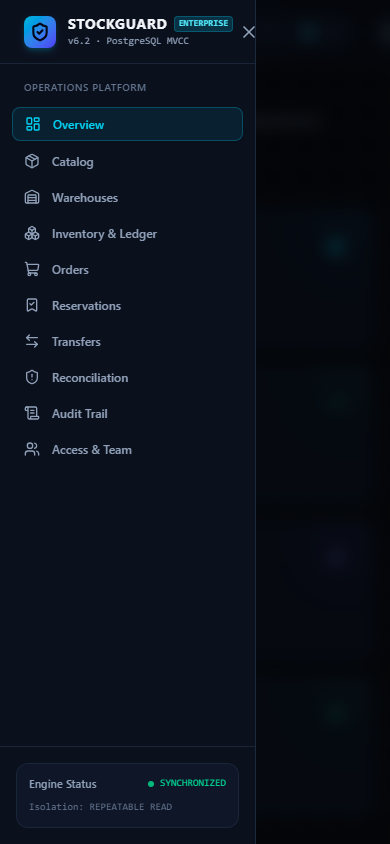 STOCKGUARD ENTERPRISE
v6.2 · PostgreSQL MVCC
OPERATIONS PLATFORM
Overview
Catalog
Warehouses
Inventory & Ledger
Orders
Reservations
Transfers
Reconciliation
Audit Trail
Access & Team
Engine Status SYNCHRONIZED
Isolation: REPEATABLE READ